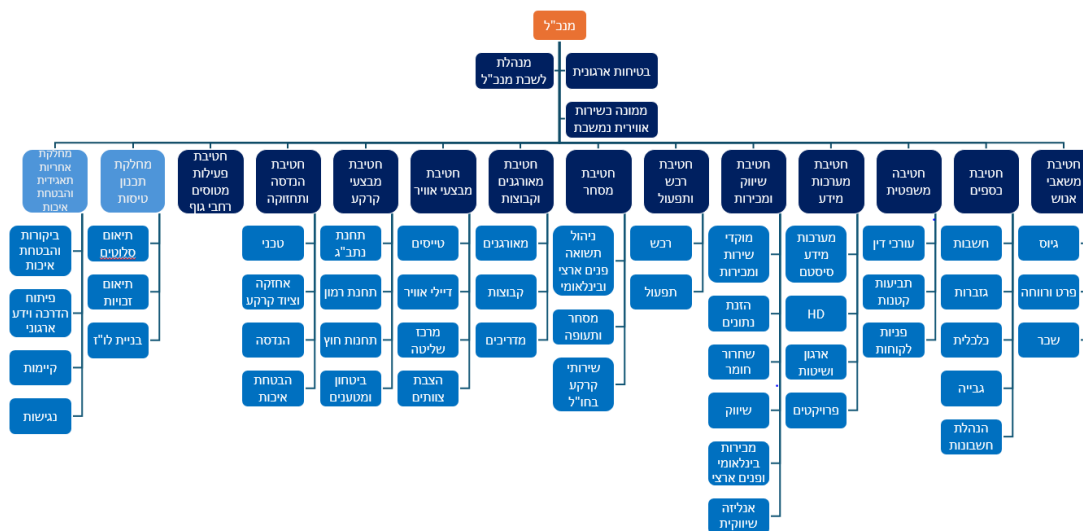 מנכ"ל
מנהלת
לשכת מנכ"ל
בטיחות ארגונית
ממונה כשירות
אווירית נמשכת
חטיבת
משאבי
אנוש
גיוס
פרט ורווחה
שכר
חטיבת
כספים
חשבות
גזברות
כלכלית
גבייה
הנהלת
חשבונות
חטיבה
משפטית
עורכי דין
תביעות
קטנות
פניות
לקוחות
חטיבת
מערכות
מידע
מערכות
מידע
סיסטם
HD
ארגון
ושיטות
פרויקטים
חטיבת
שיווק
ומכירות
מוקדי
שירות
ומכירות
הזנת
נתונים
שחרור
חומר
שיווק
מכירות
בינלאומי
ופנים ארצי
אנליזה
שיווקית
חטיבת
רכש
ותפעול
רכש
תפעול
חטיבת
מסחר
ניהול
תשואה
פנים ארצי
ובינלאומי
מסחר
ותעופה
שירותי
קרקע
בחו"ל
חטיבת
מאורגנים
וקבוצות
מאורגנים
קבוצות
מדריכים
חטיבת
מבצעי אוויר
טייסים
דיילי אוויר
מרכז
שליטה
הצבת
צוותים
חטיבת
מבצעי
קרקע
תחנת
נתב"ג
תחנת רמון
תחנות חוץ
ביטחון
ומטענים
חטיבת
הנדסה
ותחזוקה
טכני
אחזקה
וציוד קרקע
הנדסה
הבטחת
איכות
חטיבת
פעילות
מטוסים
רחבי גוף
מחלקת
תכנון
טיסות
תיאום
סלוטים
תיאום
זכויות
בניית לו"ז
מחלקת
אחריות
תאגידית
והבטחת
איכות
ביקורות
והבטחת
איכות
פיתוח
הדרכה וידע
ארגוני
קיימות
נגישות